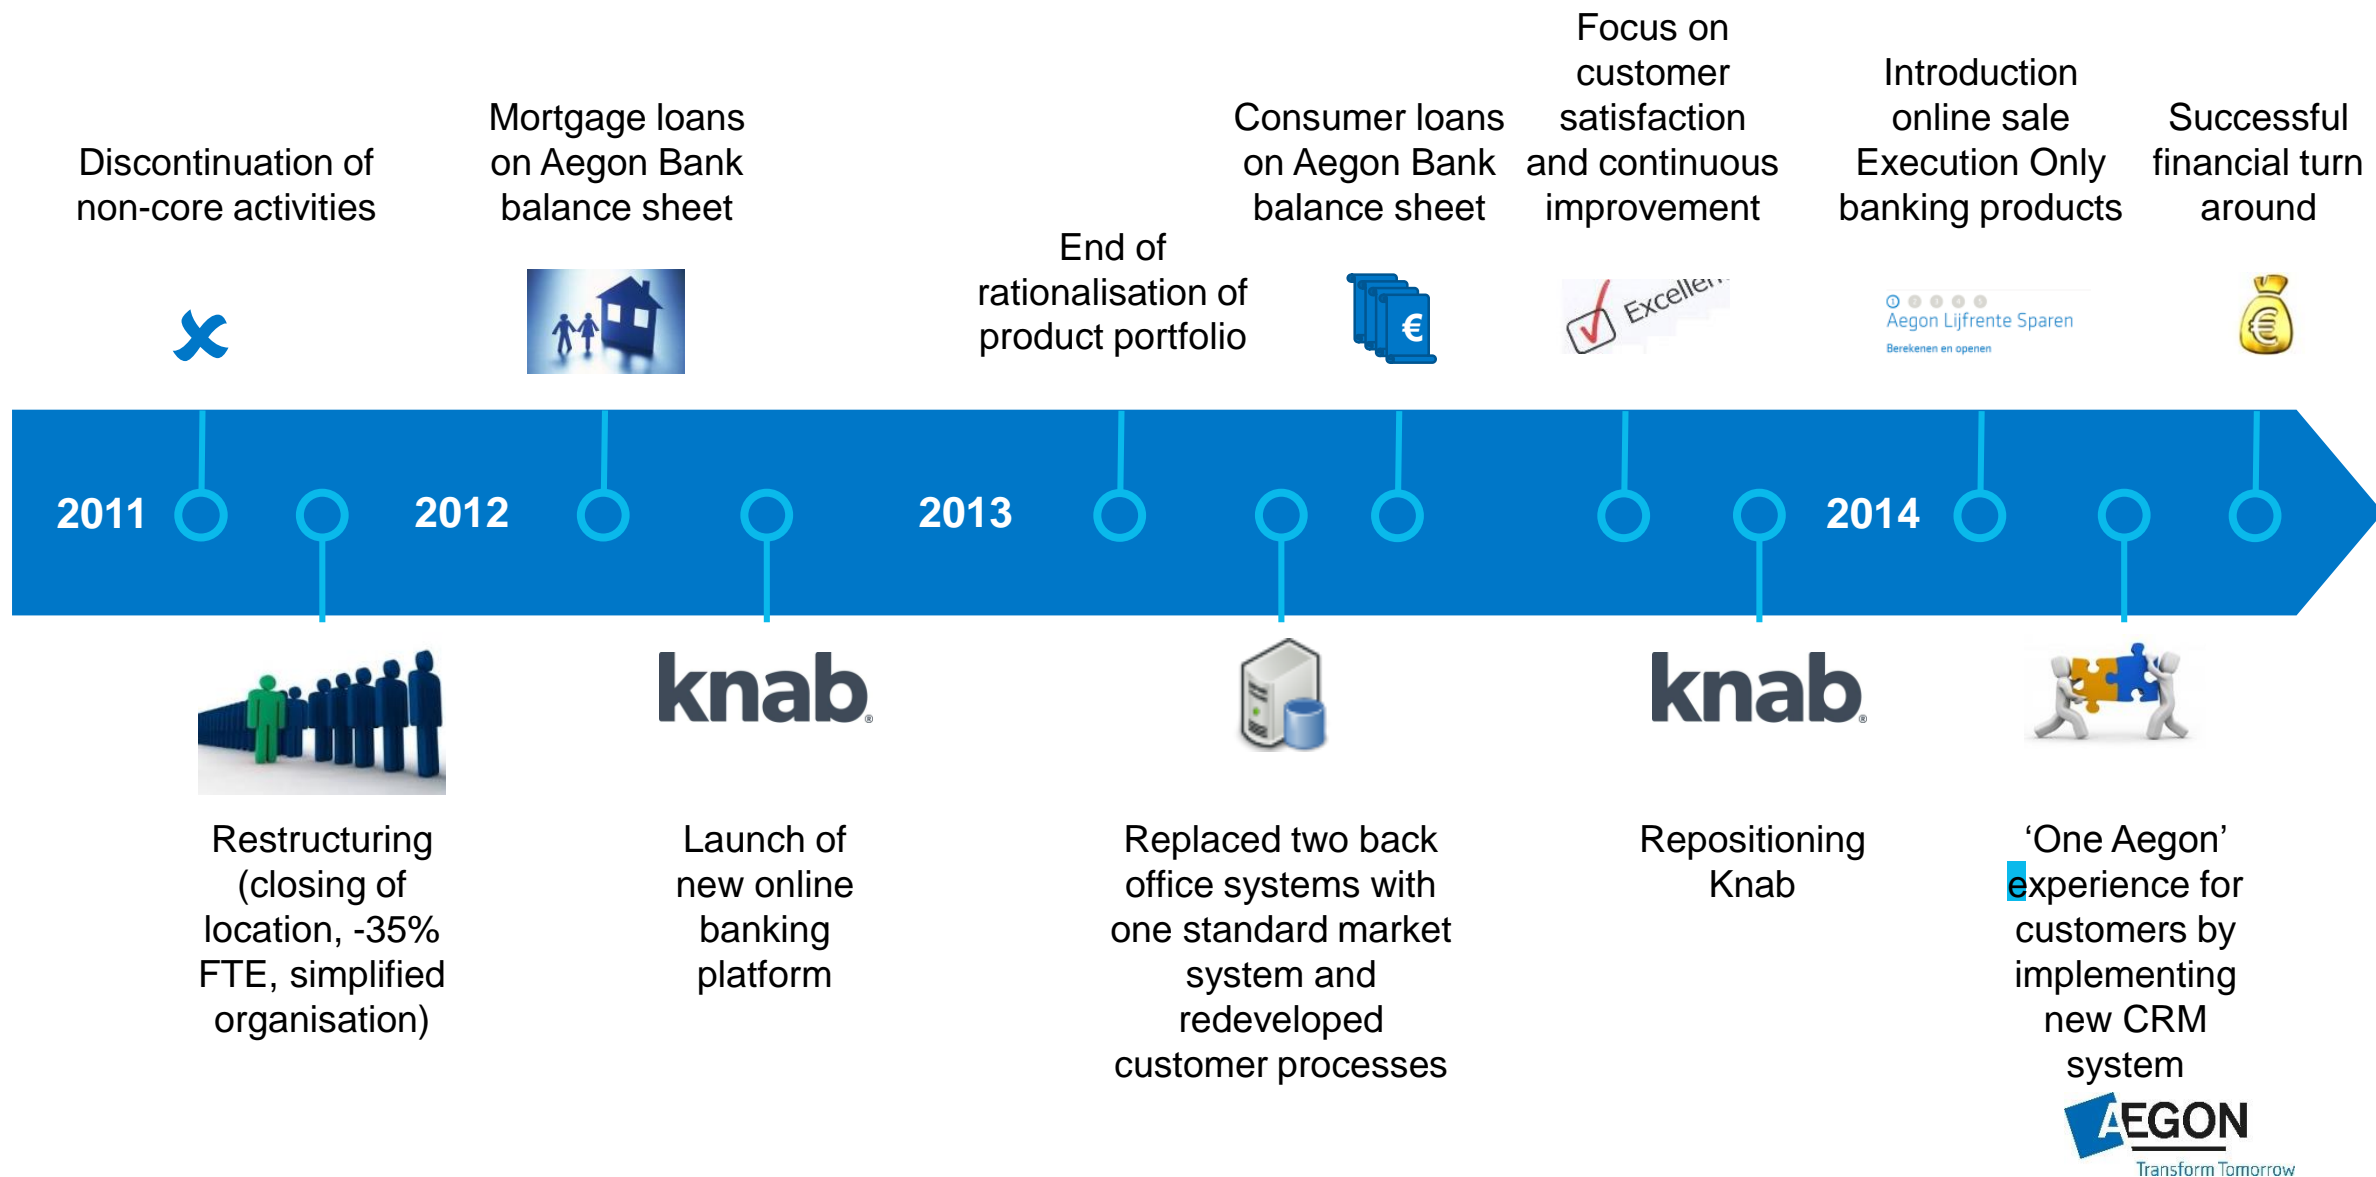 Discontinuation of
non-core activities
Mortgage loans
on Aegon Bank
balance sheet
End of
rationalisation of
product portfolio
Consumer loans
on Aegon Bank
balance sheet
€
Focus on
customer
satisfaction
and continuous
improvement
Introduction
online sale
Execution Only
banking products
1 2 3 4 5
Aegon Lijfrente Sparen
Berekenen en openen
Successful
financial turn
around
€
2011
2012
2013
2014
Restructuring
(closing of
location, -35%
FTE, simplified
organisation)
knab®
Launch of
new online
banking
platform
Replaced two back
office systems with
one standard market
system and
redeveloped
customer processes
knab®
Repositioning
Knab
‘One Aegon’
experience for
customers by
implementing
new CRM
system
AEGON
Transform Tomorrow